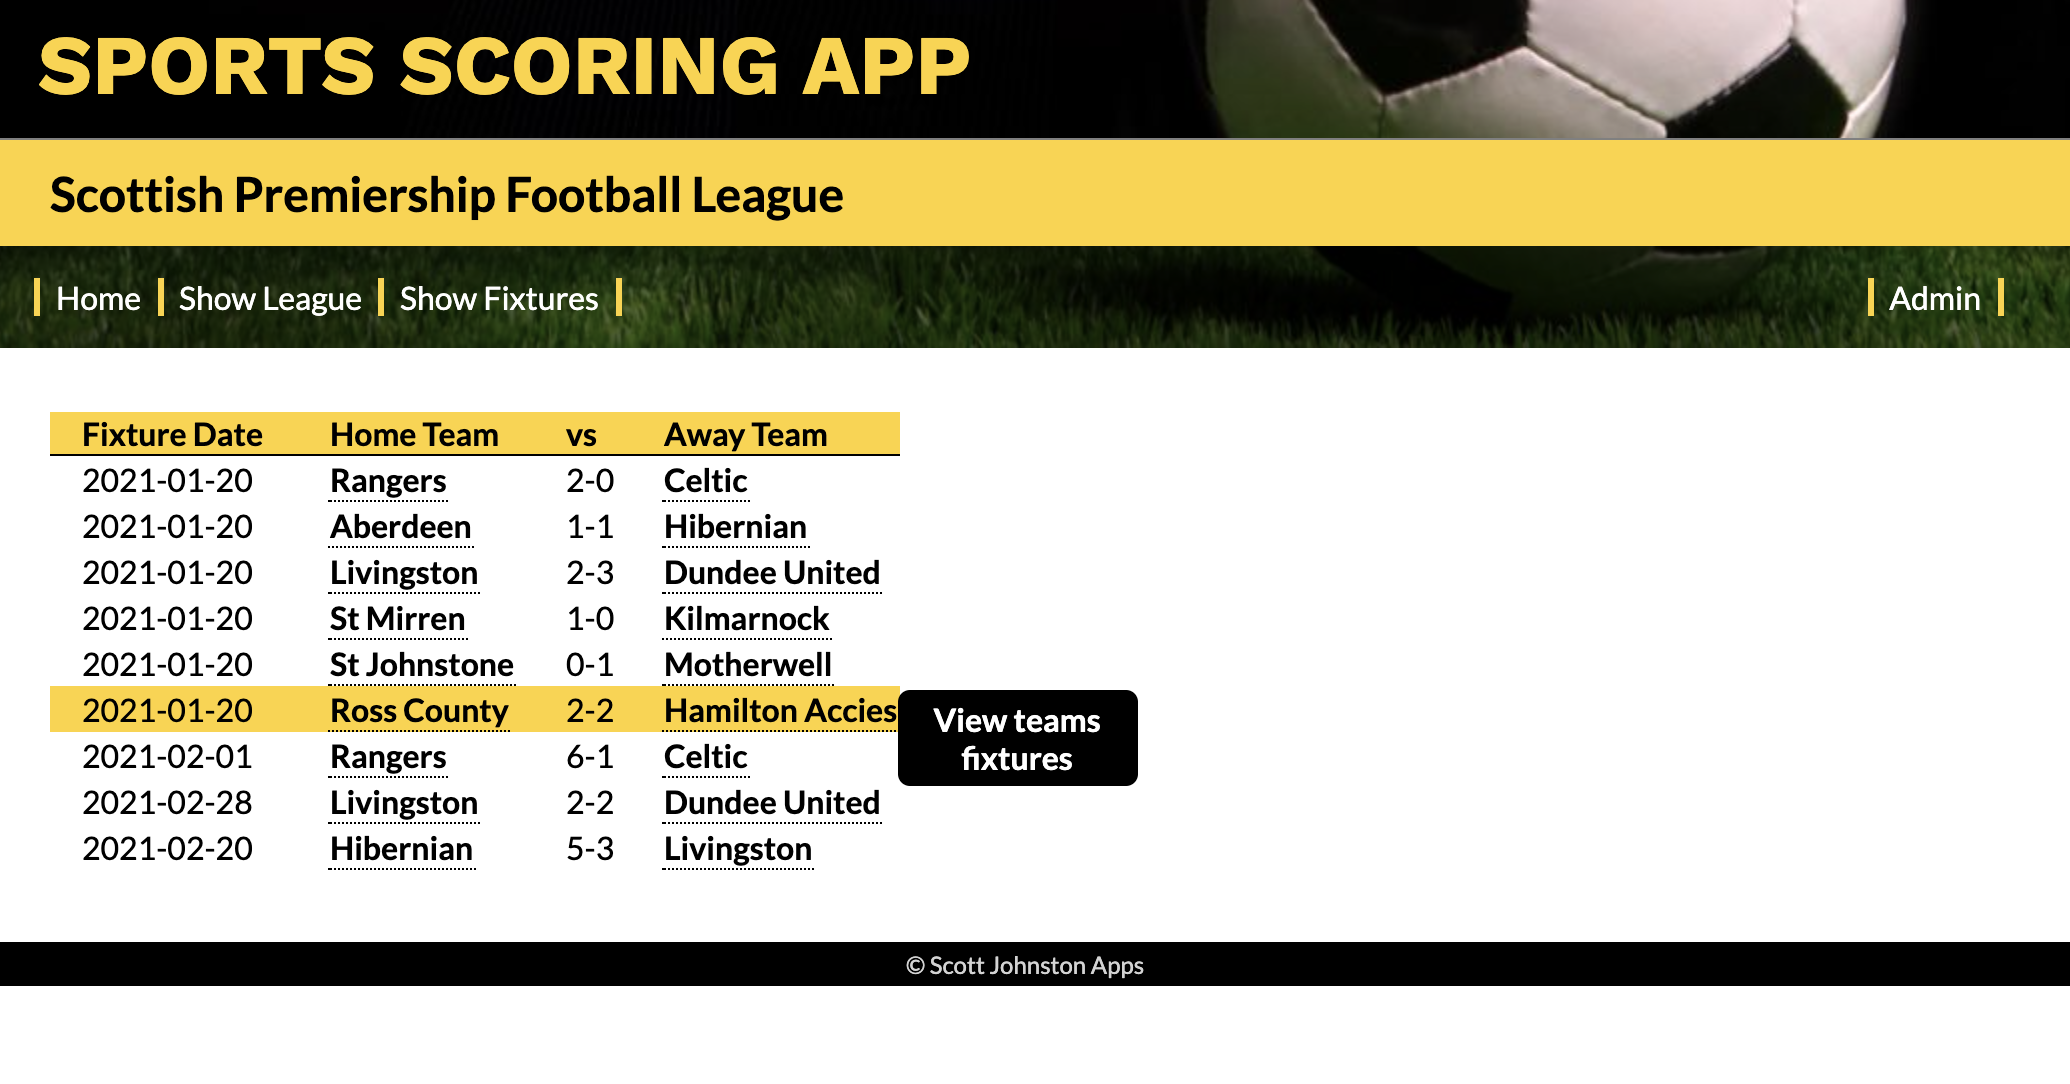 SPORTS SCORING APP
Scottish Premiership Football League
Home Show League Show Fixtures Admin
Fixture Date Home Team vs Away Team
2021-01-20 Rangers 2-0 Celtic
2021-01-20 Aberdeen 1-1 Hibernian
2021-01-20 Livingston 2-3 Dundee United
2021-01-20 St Mirren 1-0 Kilmarnock
2021-01-20 St Johnstone 0-1 Motherwell
2021-01-20 Ross County 2-2 Hamilton Accies
View teams
fixtures
2021-02-01 Rangers 6-1 Celtic
2021-02-28 Livingston 2-2 Dundee United
2021-02-20 Hibernian 5-3 Livingston
© Scott Johnston Apps